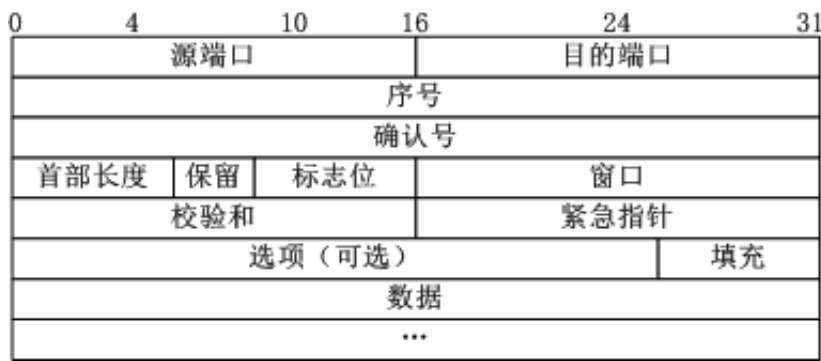 0 4 10 16 24 31
源端口 目的端口
序号
确认号
首部长度 保留 标志位 窗口
校验和 紧急指针
选项（可选） 填充
数据
…